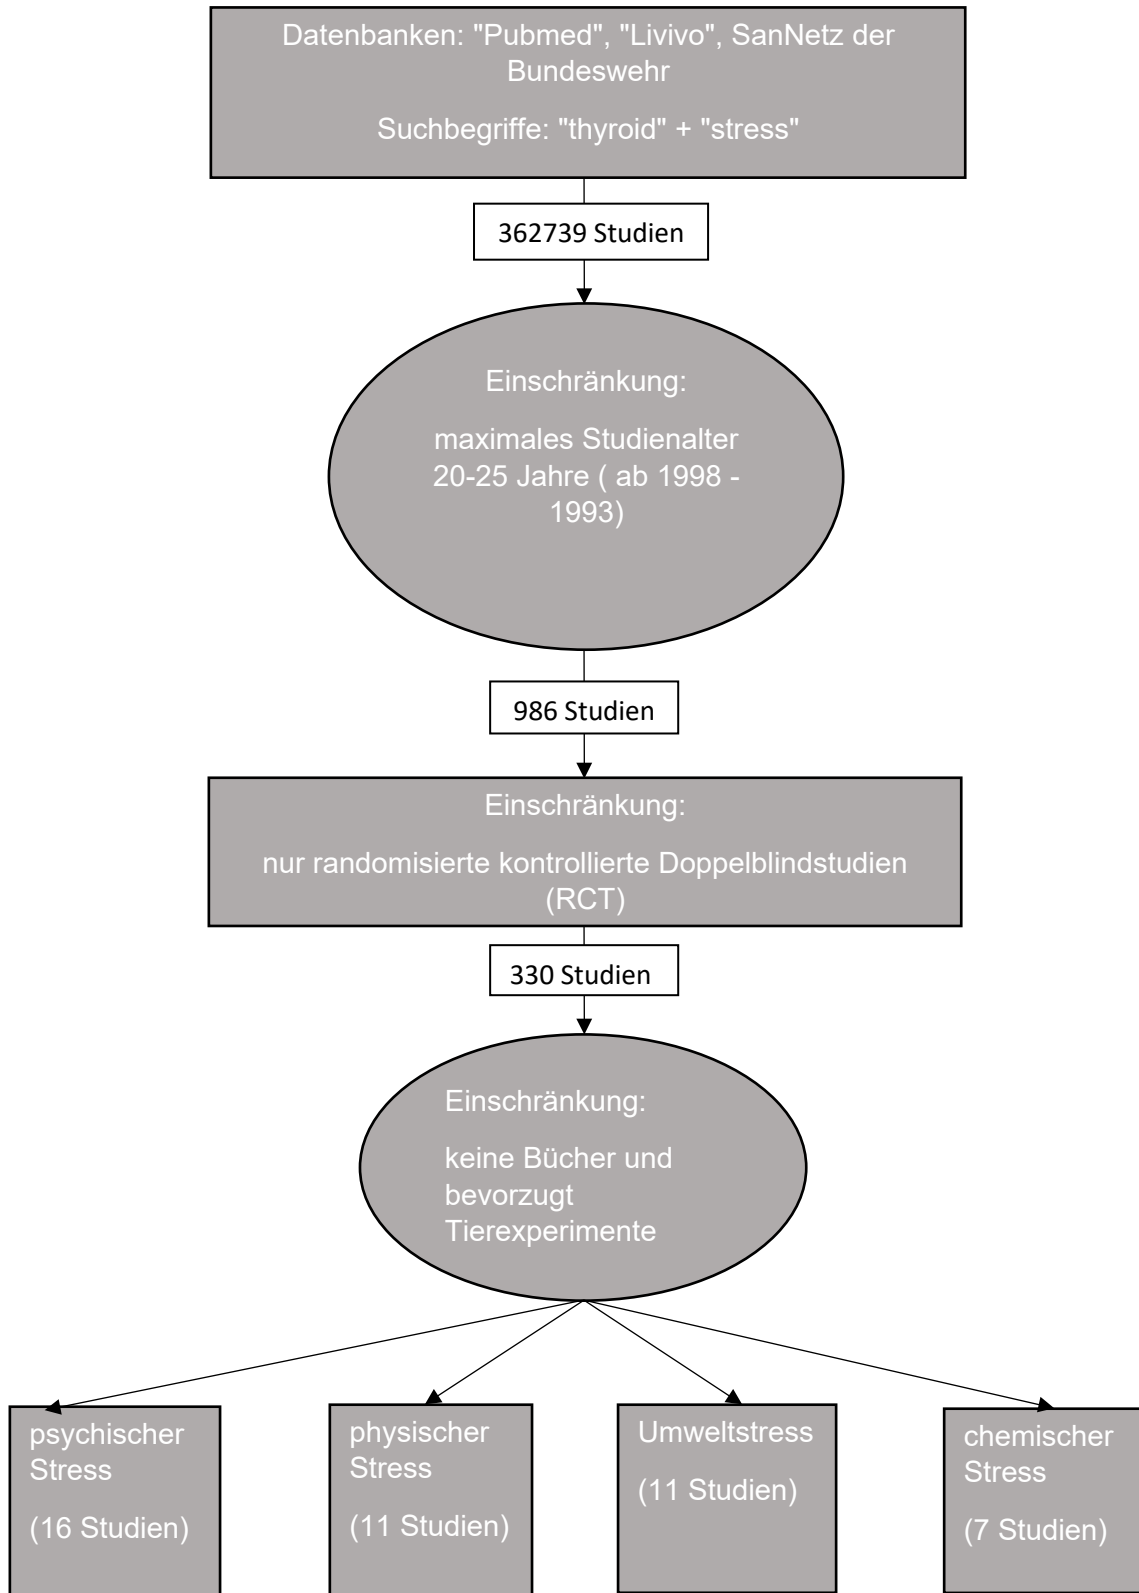 Datenbanken: "Pubmed", "Livivo", SanNetz der
Bundeswehr
Suchbegriffe: "thyroid" + "stress"
362739 Studien
Einschränkung:
maximales Studienalter
20-25 Jahre ( ab 1998 -
1993)
986 Studien
Einschränkung:
nur randomisierte kontrollierte Doppelblindstudien
(RCT)
330 Studien
Einschränkung:
keine Bücher und
bevorzugt
Tierexperimente
psychischer
Stress
(16 Studien)
physischer
Stress
(11 Studien)
Umweltstress
(11 Studien)
chemischer
Stress
(7 Studien)